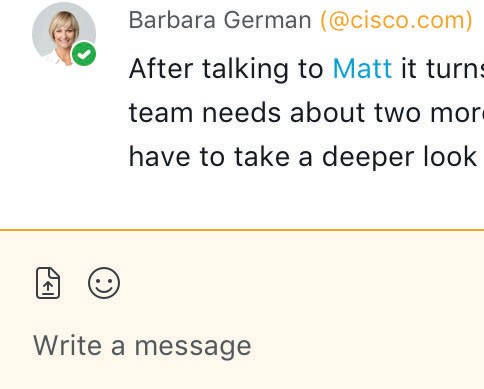 Barbara German (@cisco.com)
After talking to Matt it turns
team needs about two more
have to take a deeper look
Write a message